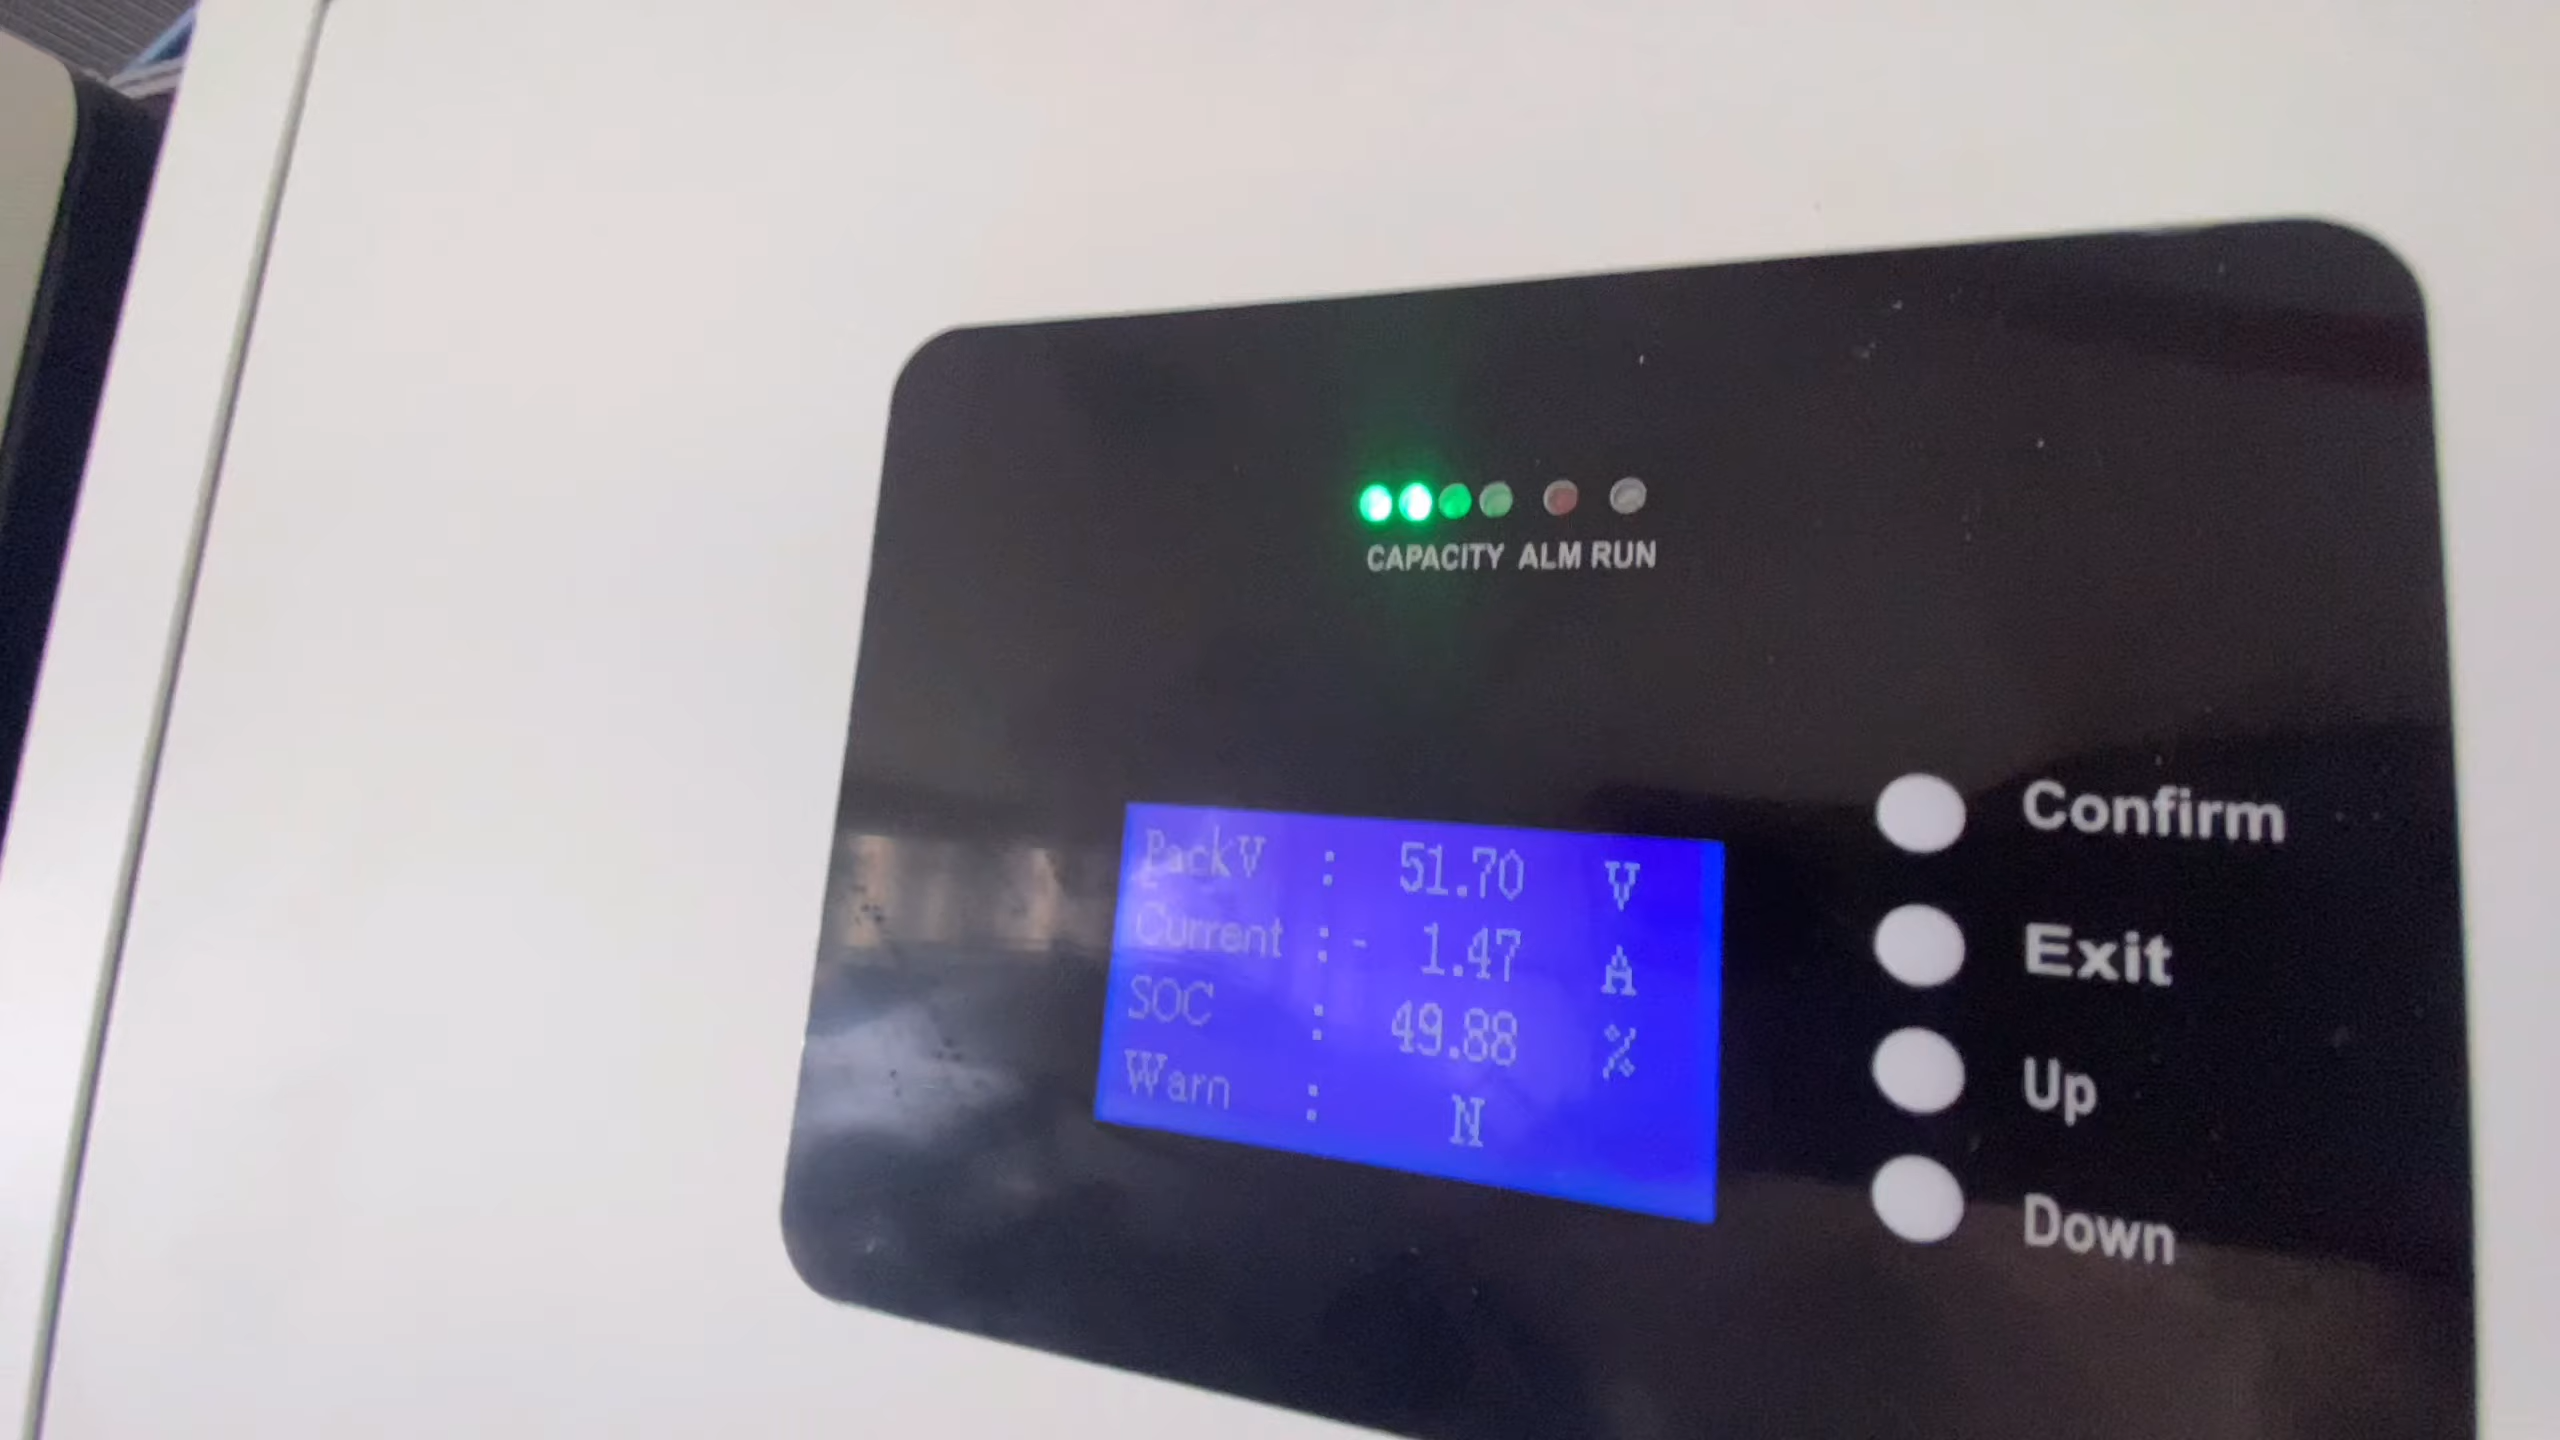 CAPACITY ALM RUN
PackV : 51.70 V
Current : - 1.47 A
SOC : 49.88 %
Warn : N
Confirm
Exit
Up
Down